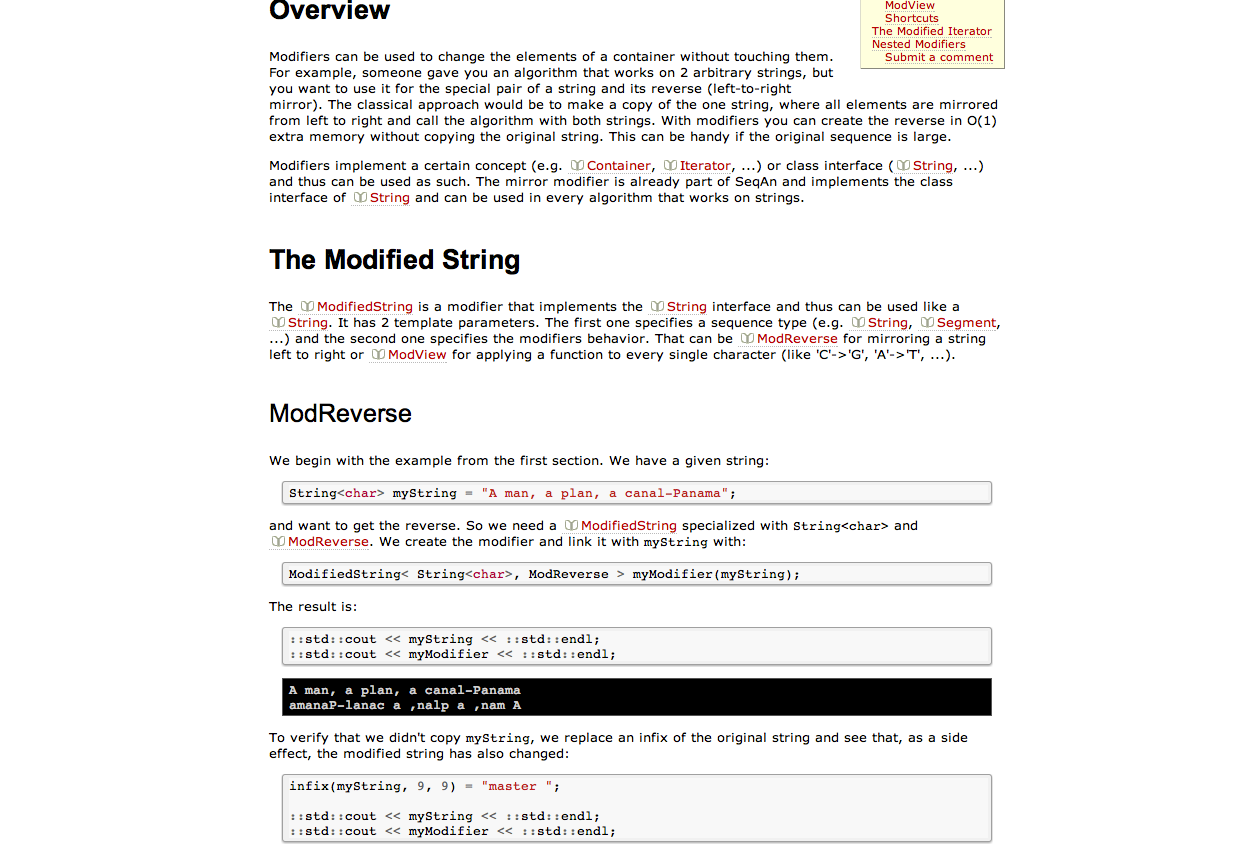 Overview
ModView
Shortcuts
The Modified Iterator
Nested Modifiers
Submit a comment
Modifiers can be used to change the elements of a container without touching them.
For example, someone gave you an algorithm that works on 2 arbitrary strings, but
you want to use it for the special pair of a string and its reverse (left-to-right
mirror). The classical approach would be to make a copy of the one string, where all elements are mirrored
from left to right and call the algorithm with both strings. With modifiers you can create the reverse in O(1)
extra memory without copying the original string. This can be handy if the original sequence is large.
Modifiers implement a certain concept (e.g. Container, Iterator, ...) or class interface (String, ...)
and thus can be used as such. The mirror modifier is already part of SeqAn and implements the class
interface of String and can be used in every algorithm that works on strings.
The Modified String
The ModifiedString is a modifier that implements the String interface and thus can be used like a
String. It has 2 template parameters. The first one specifies a sequence type (e.g. String, Segment,
...) and the second one specifies the modifiers behavior. That can be ModReverse for mirroring a string
left to right or ModView for applying a function to every single character (like 'C'->'G', 'A'->'T', ...).
ModReverse
We begin with the example from the first section. We have a given string:
String<char> myString = "A man, a plan, a canal-Panama";
and want to get the reverse. So we need a ModifiedString specialized with String<char> and
ModReverse. We create the modifier and link it with myString with:
ModifiedString< String<char>, ModReverse > myModifier(myString);
The result is:
::std::cout << myString << ::std::endl;
::std::cout << myModifier << ::std::endl;
A man, a plan, a canal-Panama
amanaP-lanac a ,nalp a ,nam A
To verify that we didn't copy myString, we replace an infix of the original string and see that, as a side
effect, the modified string has also changed:
infix(myString, 9, 9) = "master ";
::std::cout << myString << ::std::endl;
::std::cout << myModifier << ::std::endl;